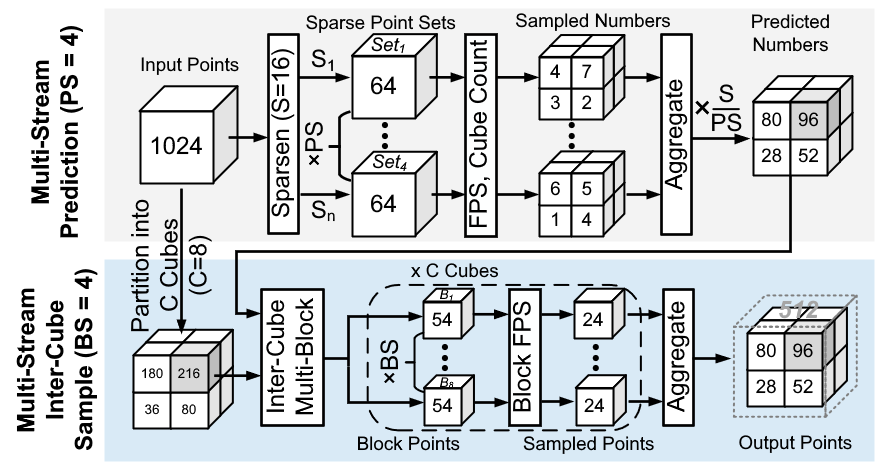 Multi-Stream
Prediction (PS = 4)
Input Points
1024
Sparsen (S=16)
S1
Sn
Sparse Point Sets
Set1
64
×PS
Set4
64
FPS, Cube Count
Sampled Numbers
4 7
3 2
6 5
1 4
Aggregate
× S
PS
Predicted
Numbers
80 96
28 52
Partition into
C Cubes
(C=8)
Multi-Stream
Inter-Cube
Sample (BS = 4)
180 216
36 80
Inter-Cube
Multi-Block
x C Cubes
B1
54
×BS
B8
54
Block Points
Block FPS
24
24
Sampled Points
Aggregate
512
80 96
28 52
Output Points